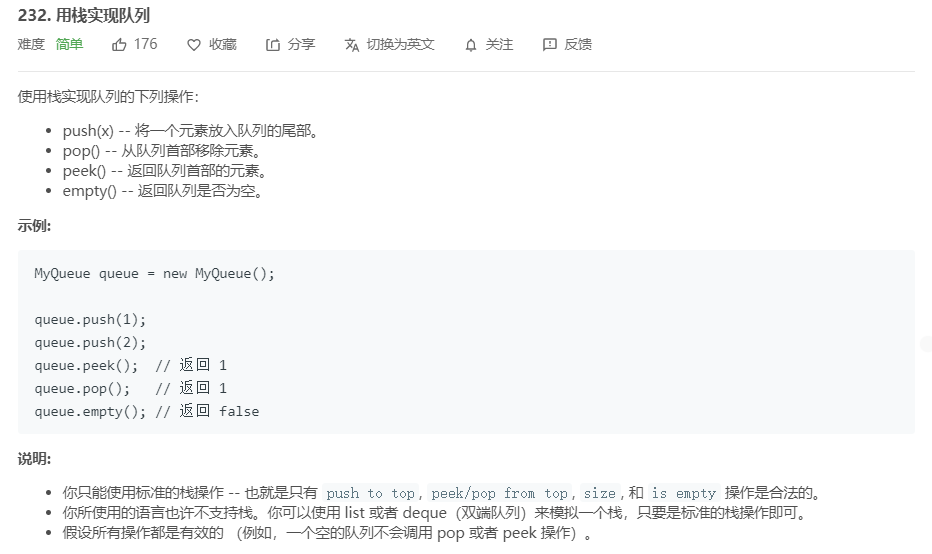 232. 用栈实现队列
难度 简单 176 收藏 分享 切换为英文 关注 反馈
使用栈实现队列的下列操作：
• push(x) -- 将一个元素放入队列的尾部。
• pop() -- 从队列首部移除元素。
• peek() -- 返回队列首部的元素。
• empty() -- 返回队列是否为空。
示例:
MyQueue queue = new MyQueue();
queue.push(1);
queue.push(2);
queue.peek();  // 返回 1
queue.pop();   // 返回 1
queue.empty(); // 返回 false
说明:
• 你只能使用标准的栈操作 -- 也就是只有 push to top, peek/pop from top, size, 和 is empty 操作是合法的。
• 你所使用的语言也许不支持栈。你可以使用 list 或者 deque（双端队列）来模拟一个栈，只要是标准的栈操作即可。
• 假设所有操作都是有效的 （例如，一个空的队列不会调用 pop 或者 peek 操作）。